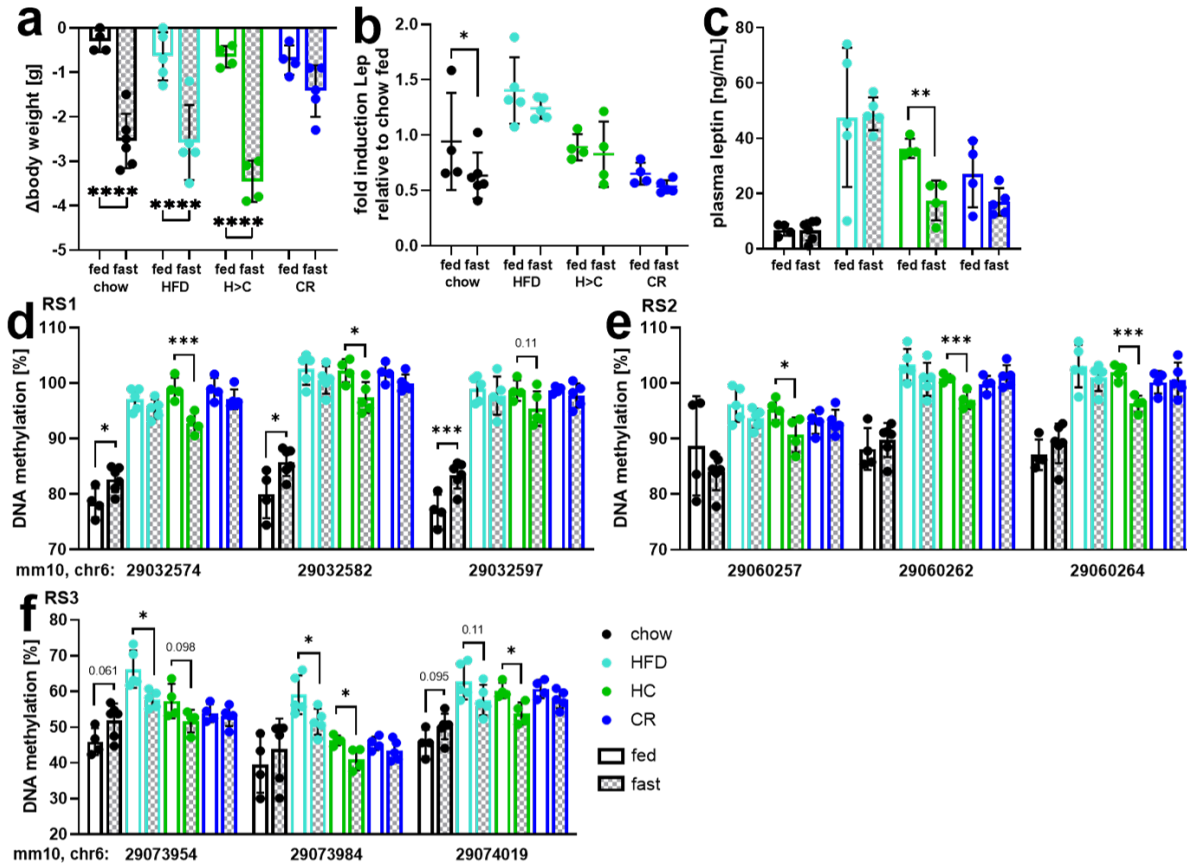 a
Δbody weight [g]
0
-1
-2
-3
-4
-5
****
****
****
fed fast fed fast fed fast fed fast
chow HFD H>C CR
b
fold induction Lep
relative to chow fed
2.0
1.5
1.0
0.5
0.0
*
fed fast fed fast fed fast fed fast
chow HFD H>C CR
c
plasma leptin [ng/mL]
80
60
40
20
0
**
fed fast fed fast fed fast fed fast
d RS1
DNA methylation [%]
110
100
90
80
70
* *** * * *** 0.11
mm10, chr6: 29032574 29032582 29032597
e RS2
DNA methylation [%]
110
100
90
80
70
* *** ***
29060257 29060262 29060264
f RS3
DNA methylation [%]
80
70
60
50
40
30
20
0.061 * 0.098 * * 0.095 0.11 *
mm10, chr6: 29073954 29073984 29074019
chow
HFD
HC
CR
fed
fast